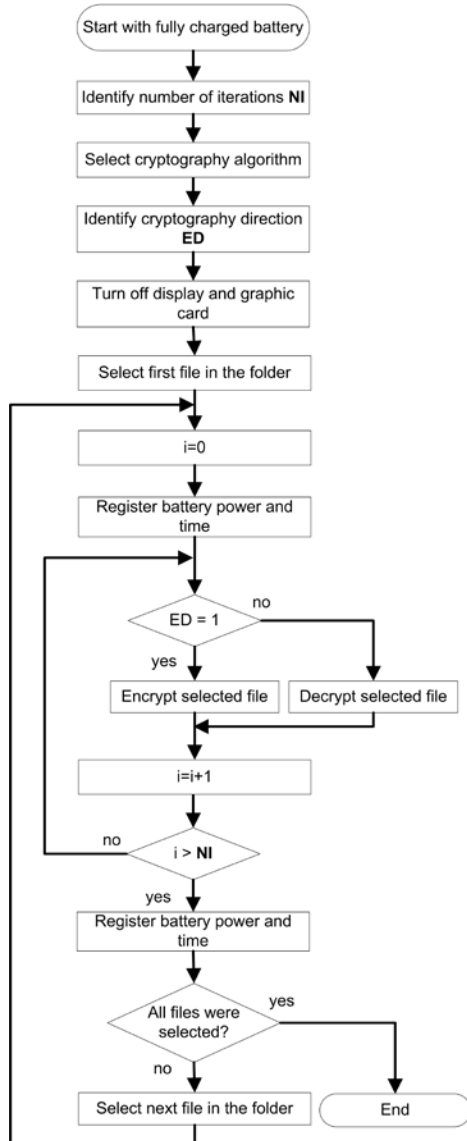 Start with fully charged battery
Identify number of iterations NI
Select cryptography algorithm
Identify cryptography direction
ED
Turn off display and graphic
card
Select first file in the folder
i=0
Register battery power and
time
ED = 1
no
yes
Encrypt selected file
Decrypt selected file
i=i+1
i > NI
no
yes
Register battery power and
time
All files were
selected?
yes
no
Select next file in the folder
End